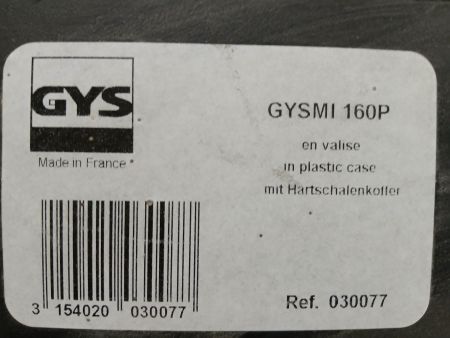 GYS
Made in France
GYSMI 160P
en valise
in plastic case
mit Hartschalenkoffer
3 154020 030077
Ref. 030077